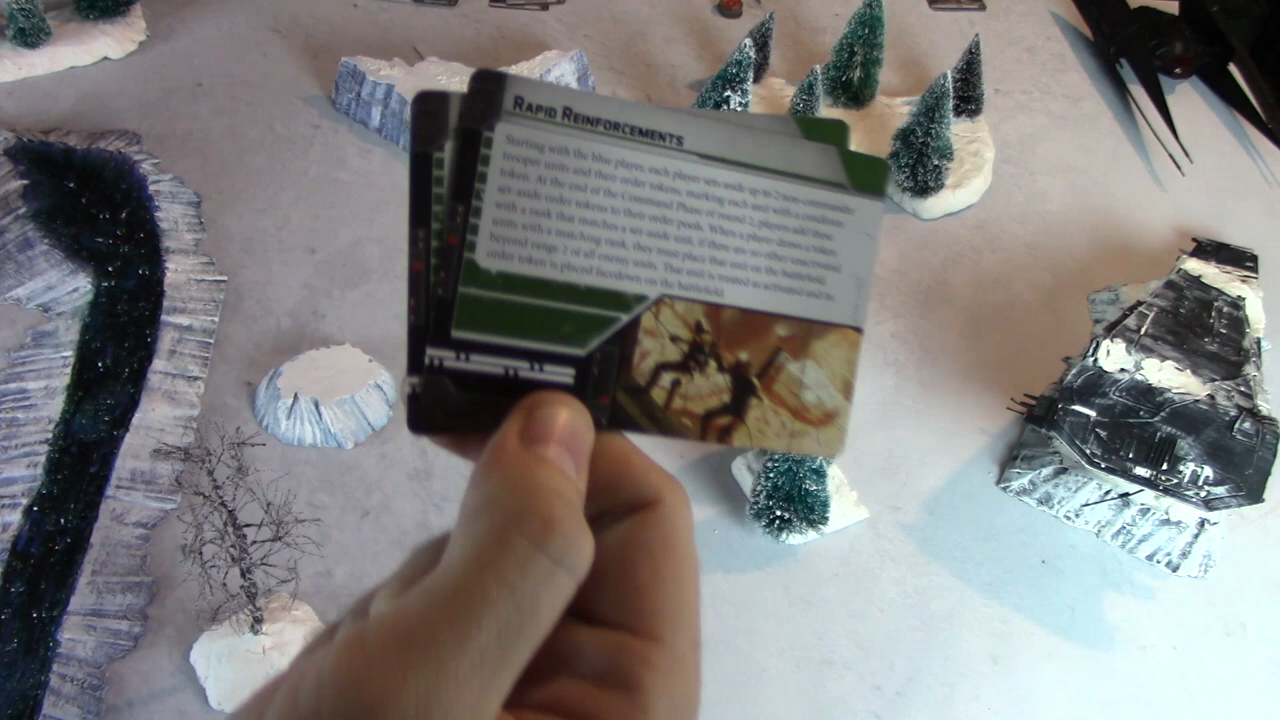 RAPID REINFORCEMENTS
Starting with the blue player, each player sets aside up to 2 non-commander
trooper units and their order tokens, marking each unit with a condition
token. At the end of the Command Phase of round 2, players add their
set-aside order tokens to their order pools. When a player draws a token
with a rank that matches a set-aside unit, if there are no other unactivated
units with a matching rank, they must place that unit on the battlefield
beyond range 2 of all enemy units. That unit is treated as activated and its
order token is placed facedown on the battlefield.